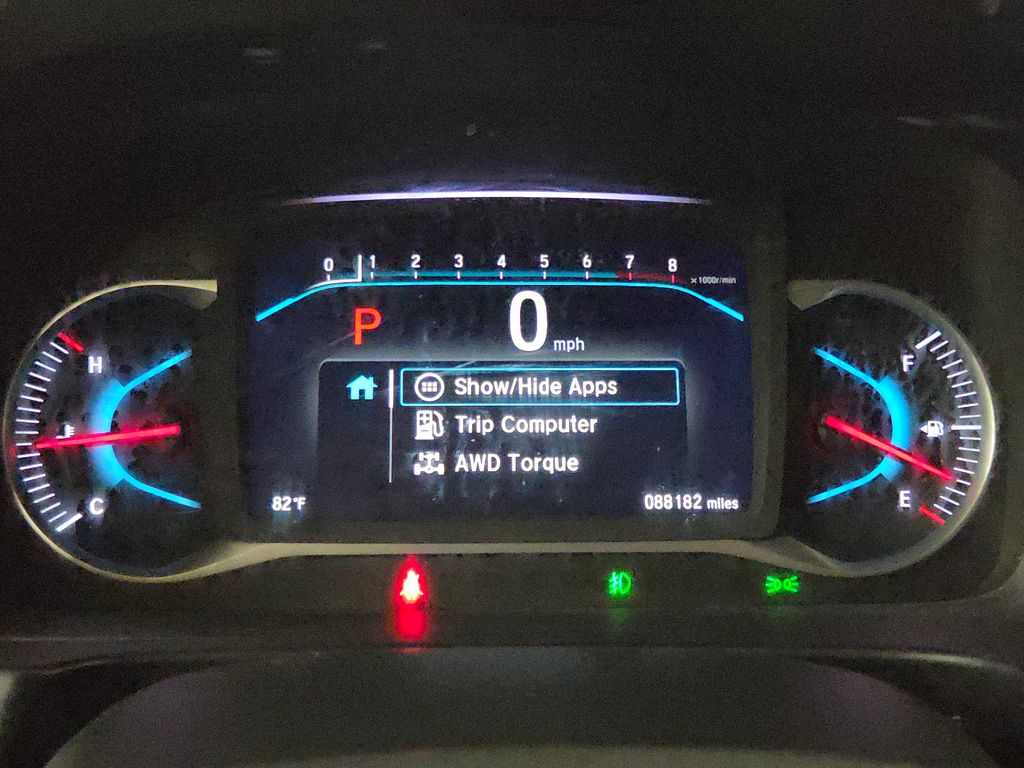 0 1 2 3 4 5 6 7 8
x1000r/min
P 0 mph
H
F
Show/Hide Apps
Trip Computer
AWD Torque
C
E
82°F
088182 miles